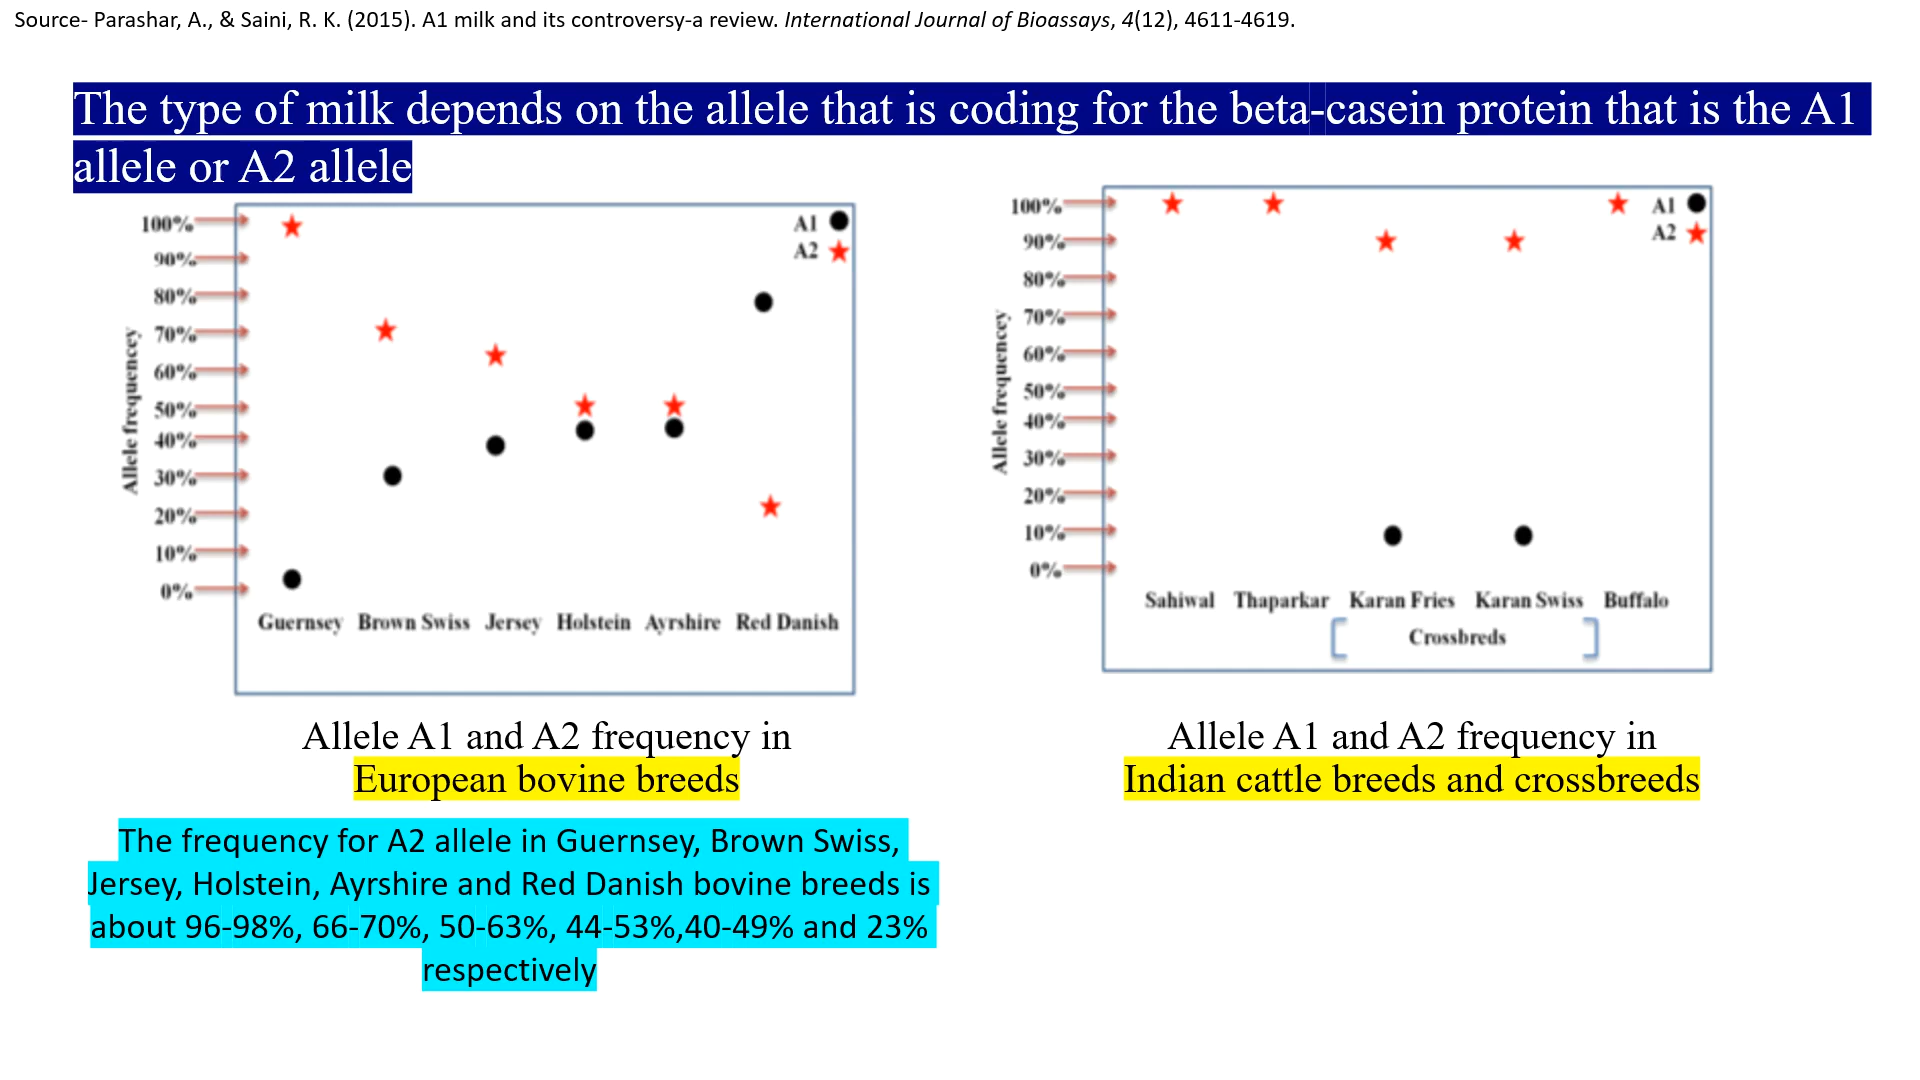 Source- Parashar, A., & Saini, R. K. (2015). A1 milk and its controversy-a review. International Journal of Bioassays, 4(12), 4611-4619.
The type of milk depends on the allele that is coding for the beta-casein protein that is the A1
allele or A2 allele
A1
A2
100%
90%
80%
70%
60%
50%
40%
30%
20%
10%
0%
Allele frequencey
Guernsey Brown Swiss Jersey Holstein Ayrshire Red Danish
Allele A1 and A2 frequency in
European bovine breeds
The frequency for A2 allele in Guernsey, Brown Swiss,
Jersey, Holstein, Ayrshire and Red Danish bovine breeds is
about 96-98%, 66-70%, 50-63%, 44-53%,40-49% and 23%
respectively
A1
A2
100%
90%
80%
70%
60%
50%
40%
30%
20%
10%
0%
Allele frequencey
Sahiwal Thaparkar Karan Fries Karan Swiss Buffalo
Crossbreds
Allele A1 and A2 frequency in
Indian cattle breeds and crossbreeds